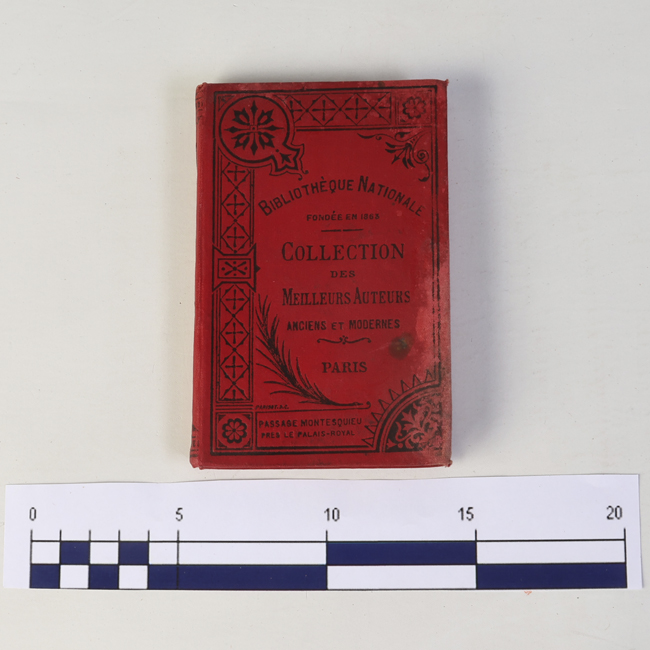 BIBLIOTHÈQUE NATIONALE
FONDÉE EN 1863
COLLECTION
DES
MEILLEURS AUTEURS
ANCIENS ET MODERNES
PARIS
PASSAGE MONTESQUIEU
PRÈS LE PALAIS-ROYAL
0 5 10 15 20